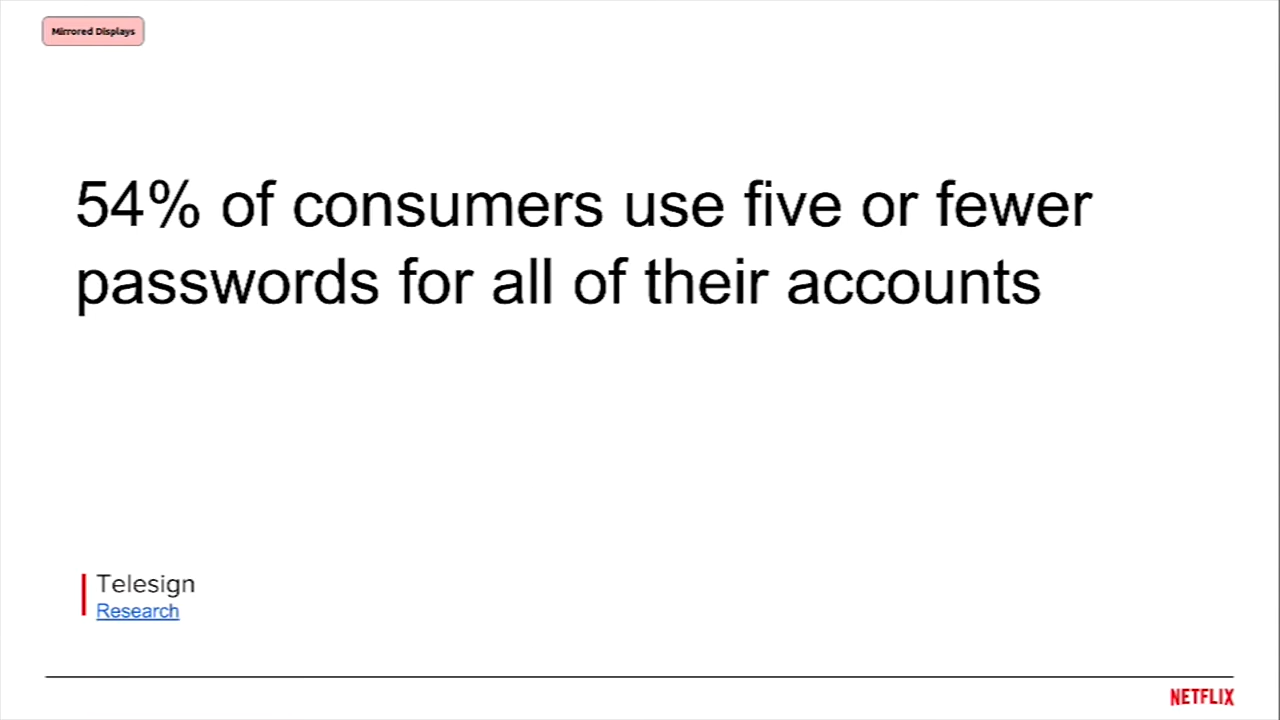 Mirrored Displays
54% of consumers use five or fewer
passwords for all of their accounts
Telesign
Research
NETFLIX